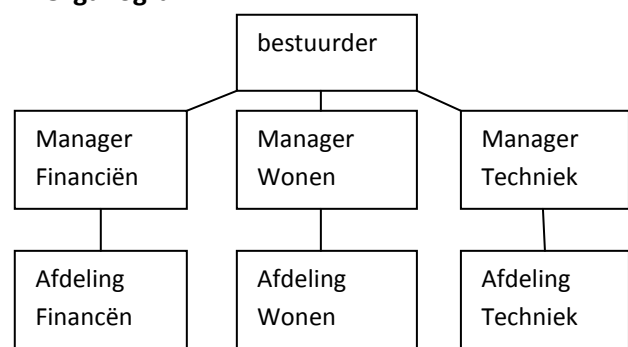 bestuurder
Manager
Financiën
Manager
Wonen
Manager
Techniek
Afdeling
Financën
Afdeling
Wonen
Afdeling
Techniek